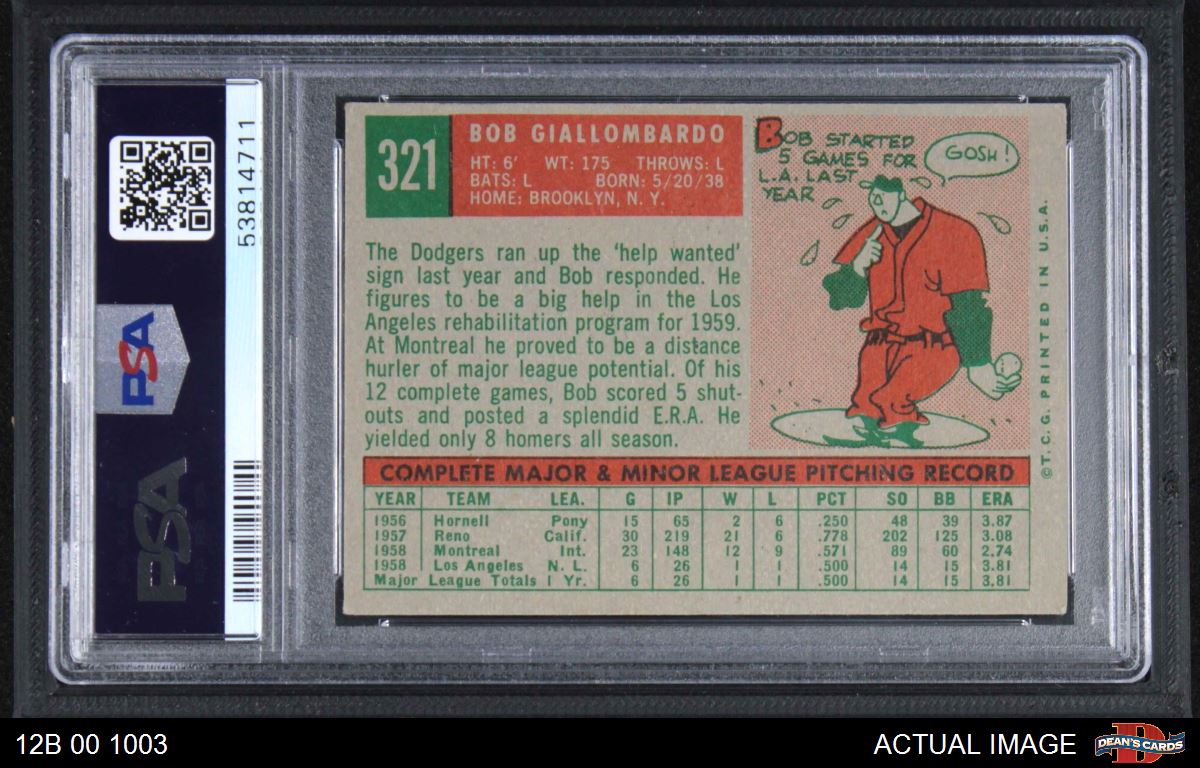 53814711
PSA
PSA
321
BOB GIALLOMBARDO
HT: 6' WT: 175 THROWS: L
BATS: L BORN: 5/20/38
HOME: BROOKLYN, N. Y.
BOB STARTED
5 GAMES FOR
L.A. LAST
YEAR
GOSH!
The Dodgers ran up the 'help wanted'
sign last year and Bob responded. He
figures to be a big help in the Los
Angeles rehabilitation program for 1959.
At Montreal he proved to be a distance
hurler of major league potential. Of his
12 complete games, Bob scored 5 shut-
outs and posted a splendid E.R.A. He
yielded only 8 homers all season.
©T.C.G. PRINTED IN U.S.A.
COMPLETE MAJOR & MINOR LEAGUE PITCHING RECORD
YEAR TEAM LEA. G IP W L PCT SO BB ERA
1956 Hornell Pony 15 65 2 6 .250 48 39 3.87
1957 Reno Calif. 30 219 21 6 .778 202 125 3.08
1958 Montreal Int. 23 48 12 9 .571 89 60 2.74
1958 Los Angeles N. L. 6 26 1 1 .500 14 5 3.81
Major League Totals 1 Yr. 6 26 1 1 .500 14 5 3.81
12B 00 1003
ACTUAL IMAGE
DEAN'S CARDS